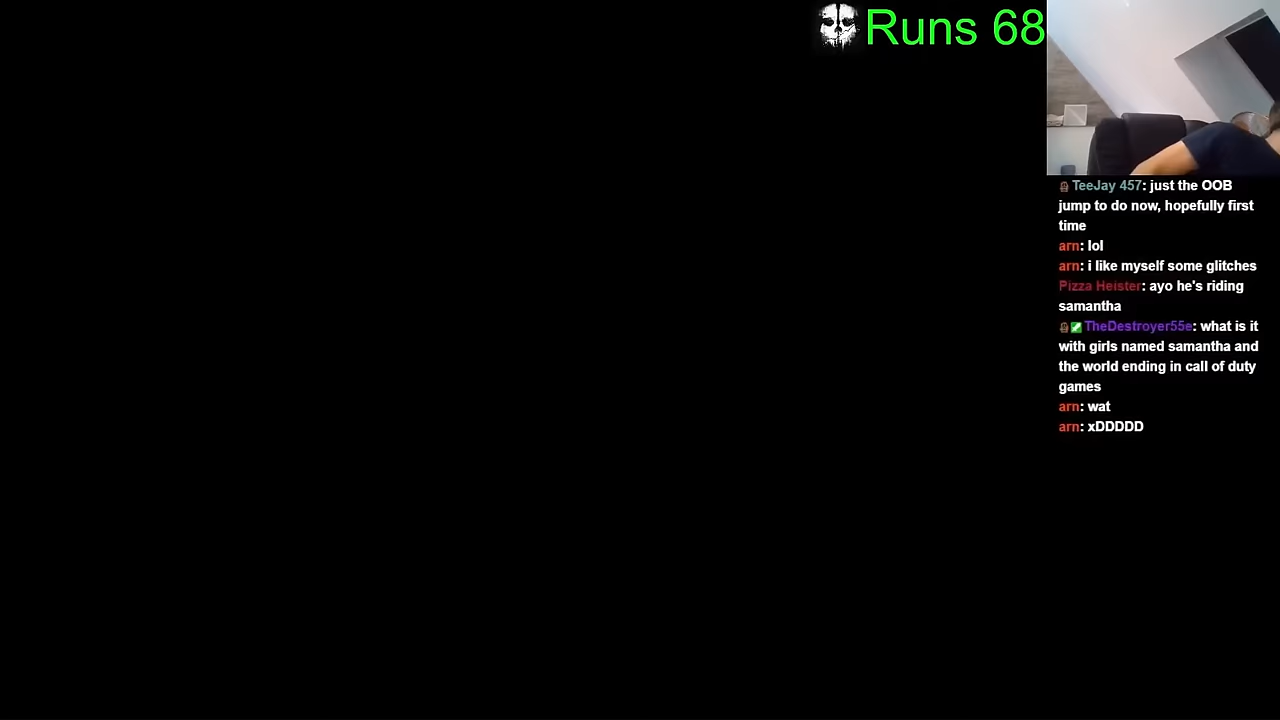 Runs 68
TeeJay 457: just the OOB
jump to do now, hopefully first
time
arn: lol
arn: i like myself some glitches
Pizza Heister: ayo he's riding
samantha
TheDestroyer55e: what is it
with girls named samantha and
the world ending in call of duty
games
arn: wat
arn: xDDDDD